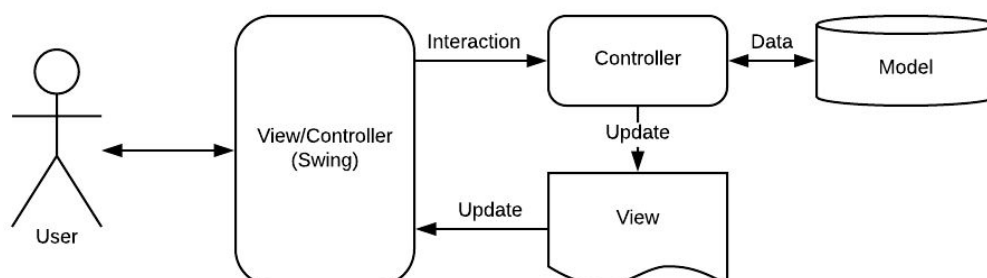 Interaction
Controller
Data
Model
View/Controller
(Swing)
Update
Update
View
User